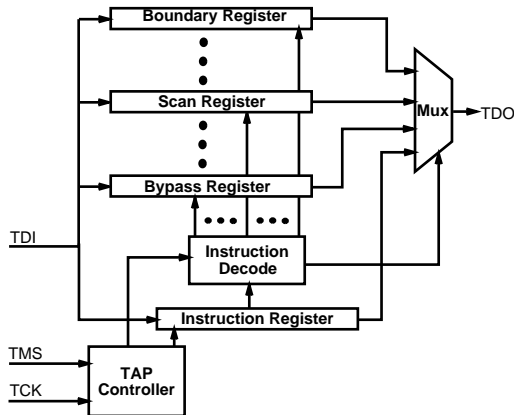 Boundary Register
Scan Register
Mux
TDO
Bypass Register
TDI
Instruction
Decode
Instruction Register
TMS
TAP
Controller
TCK